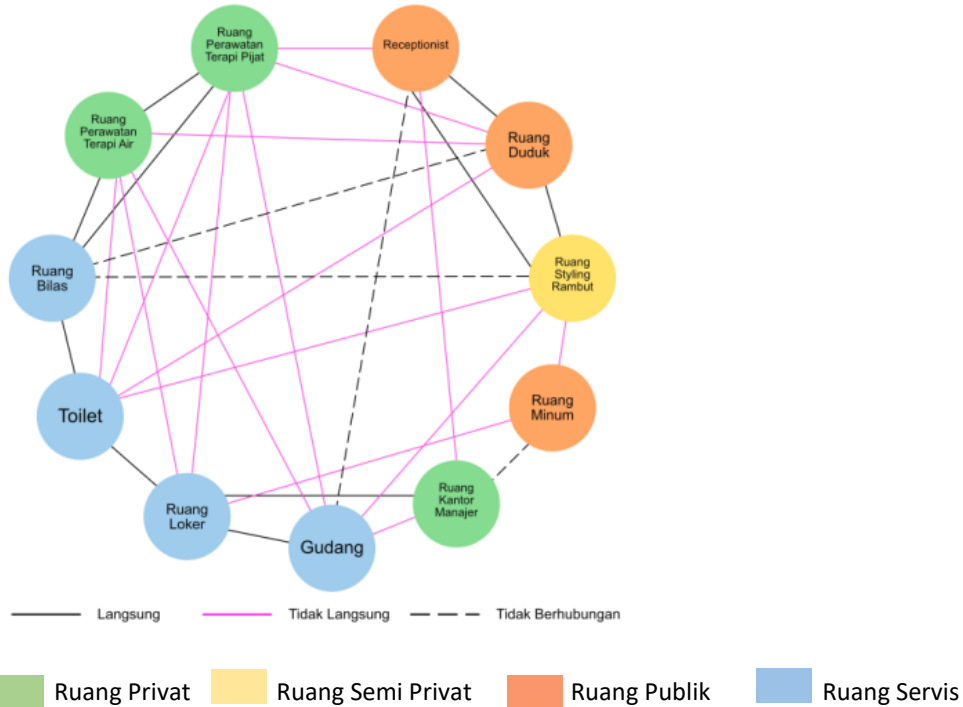 Ruang
Perawatan
Terapi Pijat
Receptionist
Ruang
Perawatan
Terapi Air
Ruang
Duduk
Ruang
Bilas
Ruang
Styling
Rambut
Toilet
Ruang
Minum
Ruang
Loker
Gudang
Ruang
Kantor
Manajer
Langsung
Tidak Langsung
Tidak Berhubungan
Ruang Privat
Ruang Semi Privat
Ruang Publik
Ruang Servis